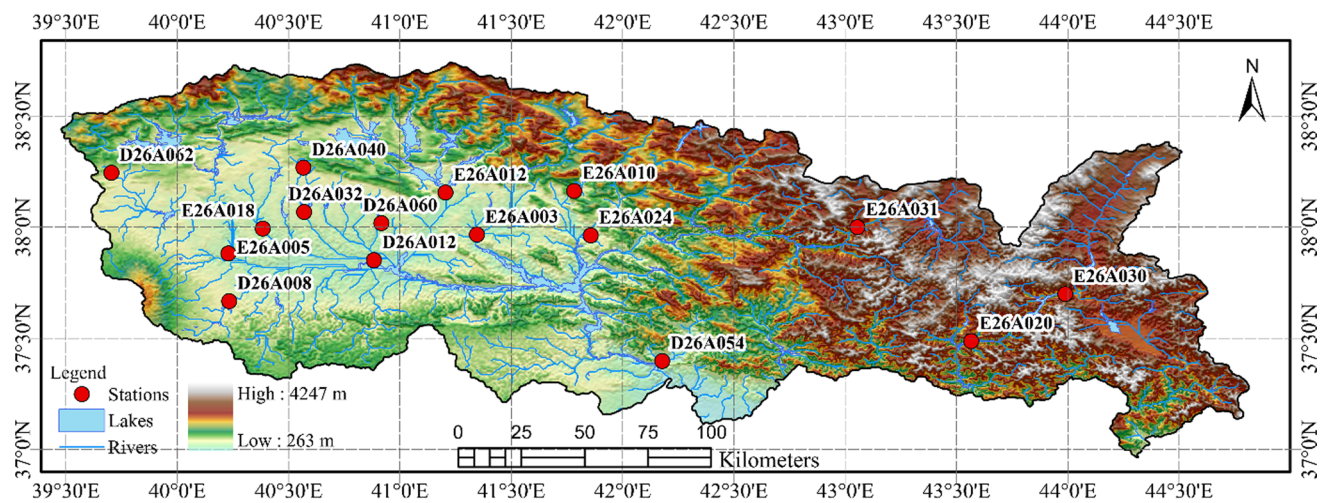 39°30'E 40°0'E 40°30'E 41°0'E 41°30'E 42°0'E 42°30'E 43°0'E 43°30'E 44°0'E 44°30'E
38°30'N 38°30'N
N
D26A062
D26A040
E26A012
E26A010
D26A032
E26A018
D26A060
E26A003
E26A024
E26A031
38°0'N 38°0'N
E26A005
D26A012
D26A008
E26A030
E26A020
D26A054
37°30'N 37°30'N
Legend
Stations
Lakes
Rivers
High : 4247 m
Low : 263 m
0 25 50 75 100
Kilometers
37°0'N 37°0'N
39°30'E 40°0'E 40°30'E 41°0'E 41°30'E 42°0'E 42°30'E 43°0'E 43°30'E 44°0'E 44°30'E